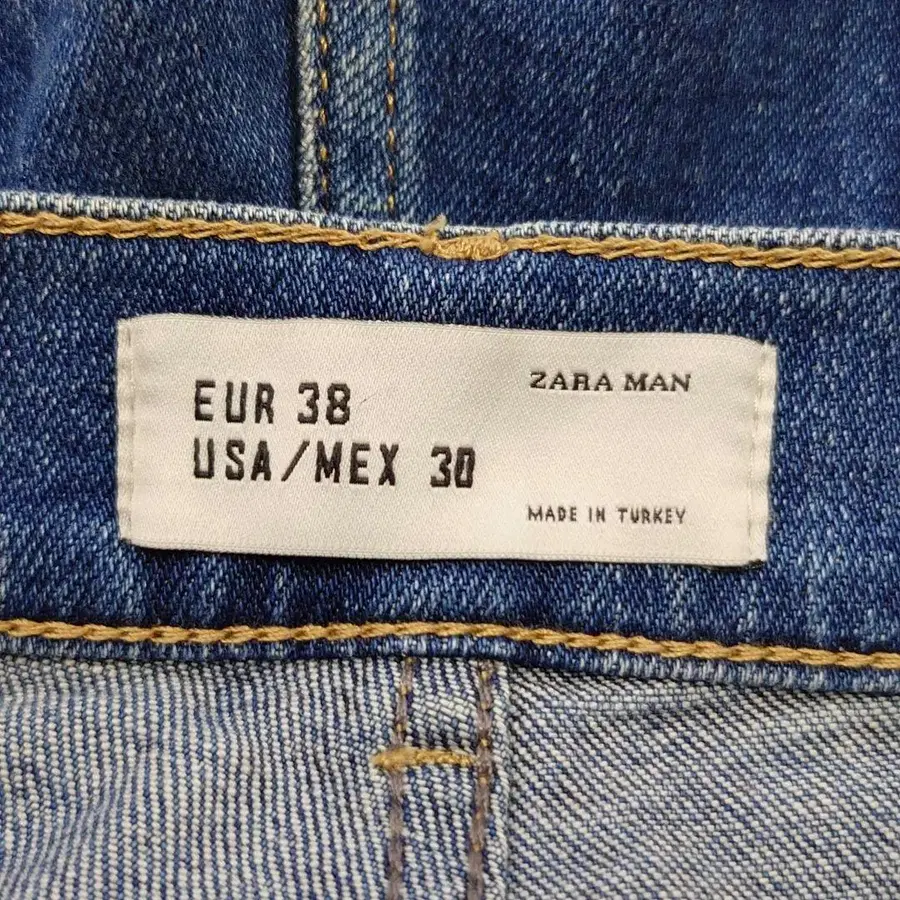 ZARA MAN
EUR 38
USA/MEX 30
MADE IN TURKEY